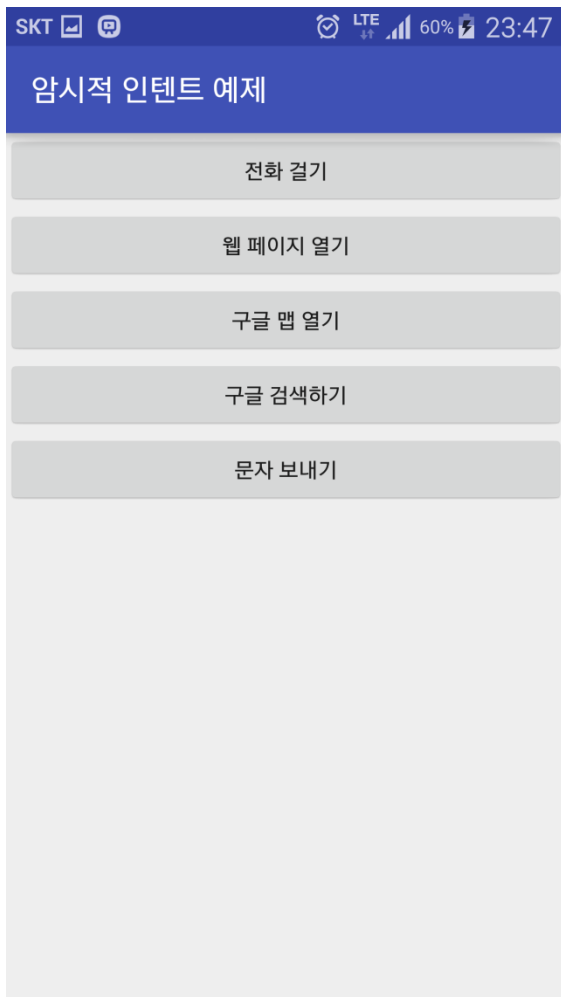 SKT LTE 60% 23:47
암시적 인텐트 예제
전화 걸기
웹 페이지 열기
구글 맵 열기
구글 검색하기
문자 보내기